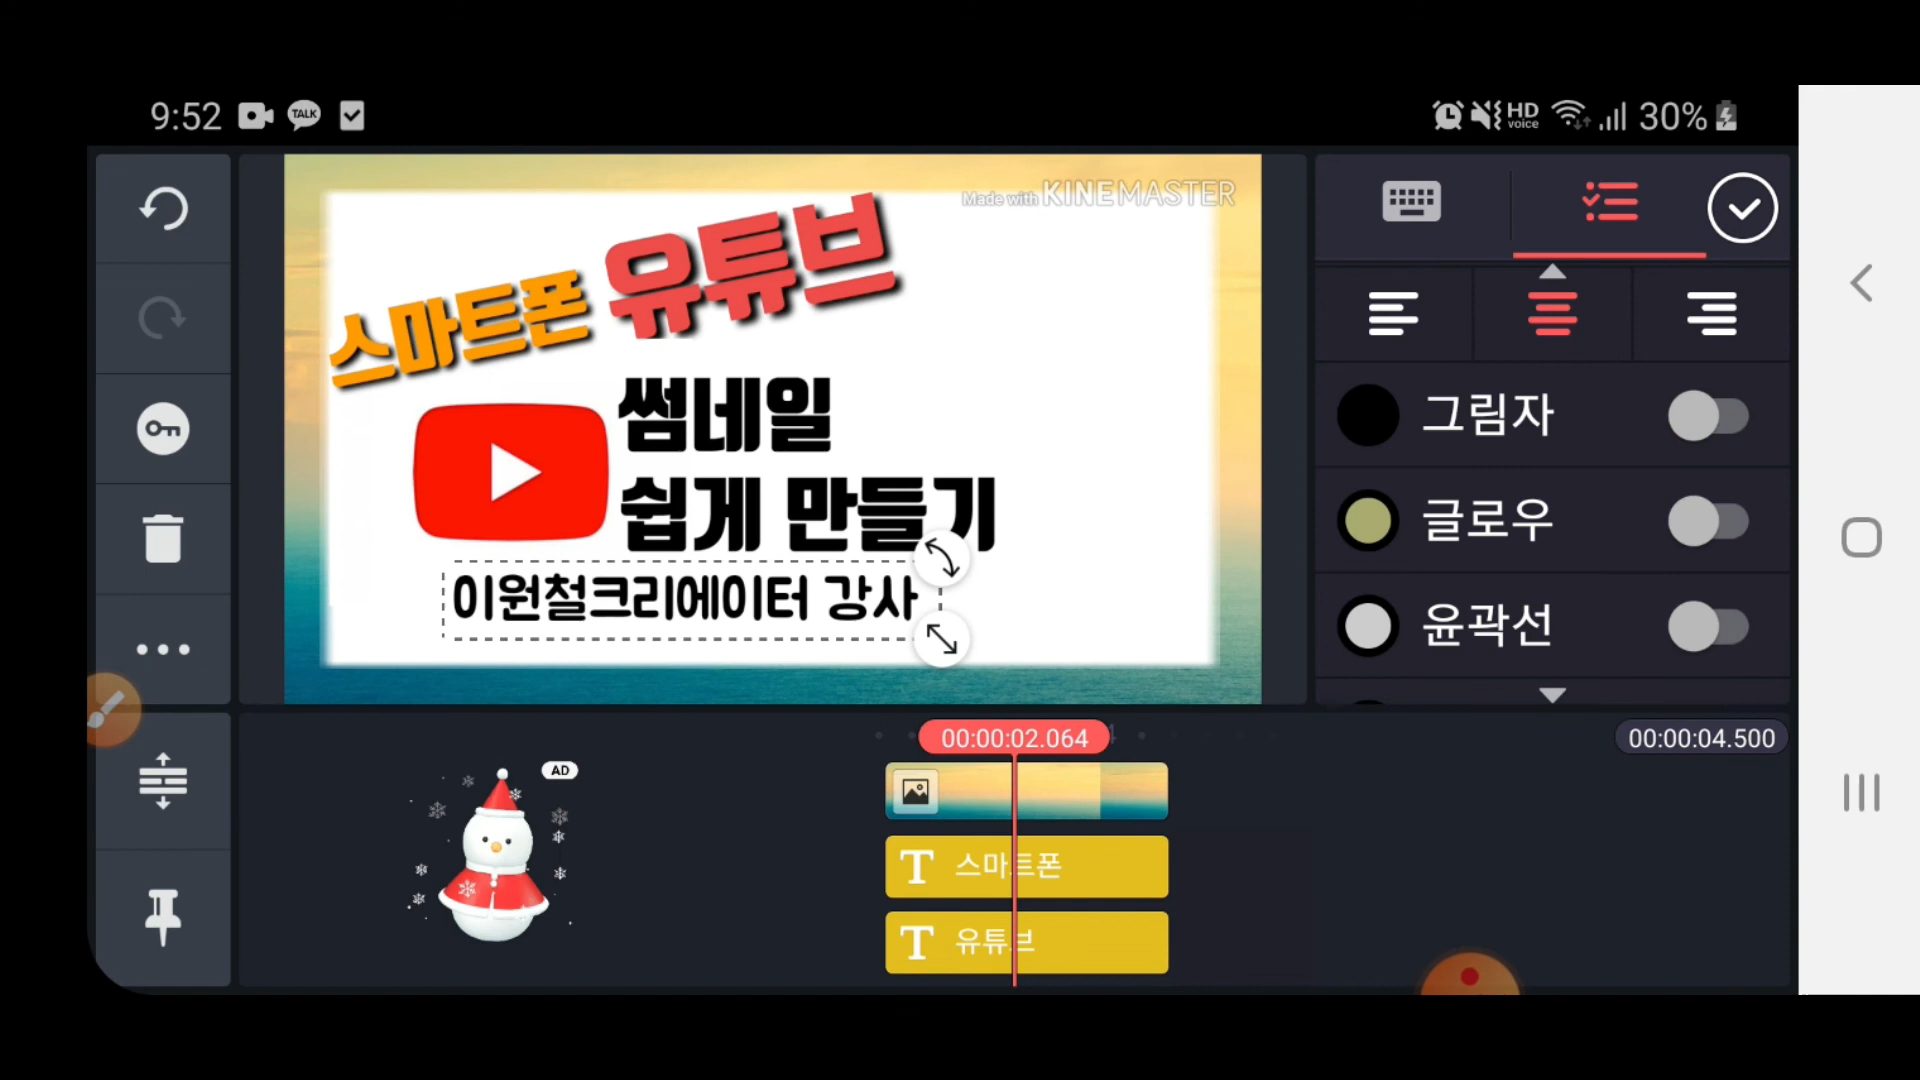 9:52
TALK
HD voice
30%
Made with KINEMASTER
스마트폰 유튜브
썸네일
쉽게 만들기
이원철크리에이터 강사
그림자
글로우
윤곽선
00:00:02.064
00:00:04.500
AD
T 스마트폰
T 유튜브